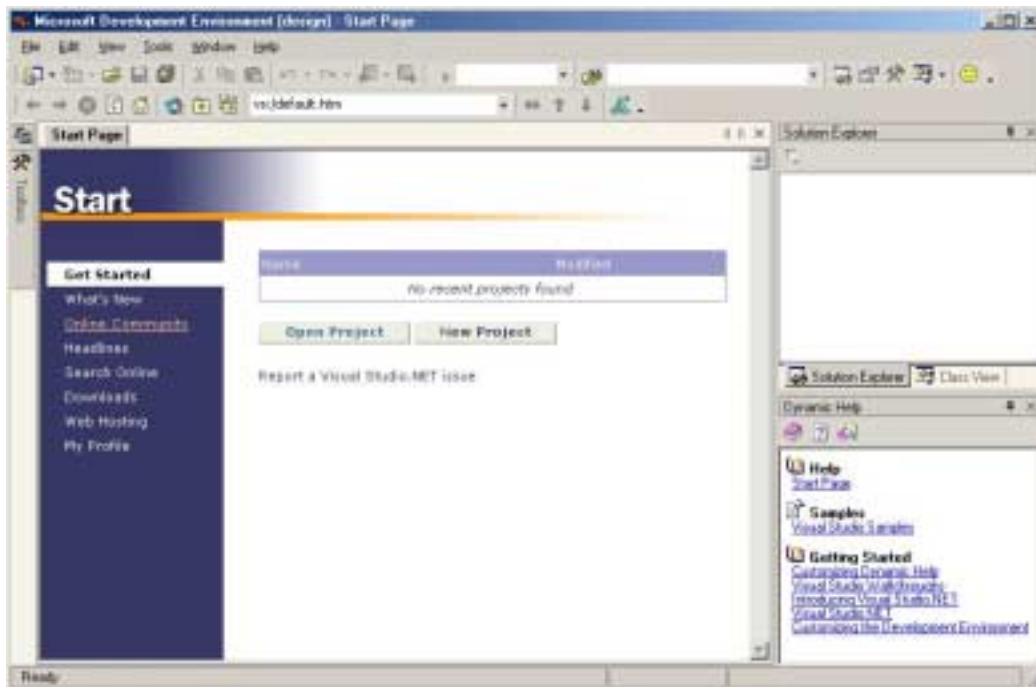 Microsoft Development Environment [design] - Start Page
File Edit View Tools Window Help
vs:/default.htm
Start Page
Solution Explorer
Toolbox
Start
Get Started
What's New
Online Community
Headlines
Search Online
Downloads
Web Hosting
My Profile
Name Modified
No recent projects found
Open Project New Project
Report a Visual Studio.NET issue
Solution Explorer Class View
Dynamic Help
Help
Start Page
Samples
Visual Studio Samples
Getting Started
Customizing Dynamic Help
Visual Studio Walkthroughs
Introducing Visual Studio.NET
Visual Studio.NET
Customizing the Development Environment
Ready